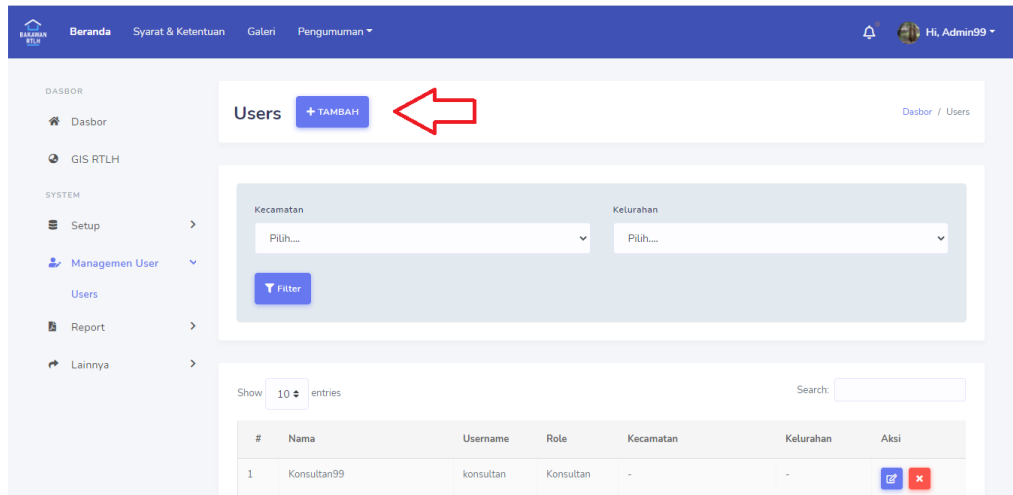 BAKAWAN
RTLH
Beranda Syarat & Ketentuan Galeri Pengumuman Hi, Admin99
DASBOR
Dasbor
GIS RTLH
SYSTEM
Setup
Managemen User
Users
Report
Lainnya
Users + TAMBAH Dasbor / Users
Kecamatan Kelurahan
Pilih.... Pilih....
Filter
Show 10 entries Search:
# Nama Username Role Kecamatan Kelurahan Aksi
1 Konsultan99 konsultan Konsultan - -